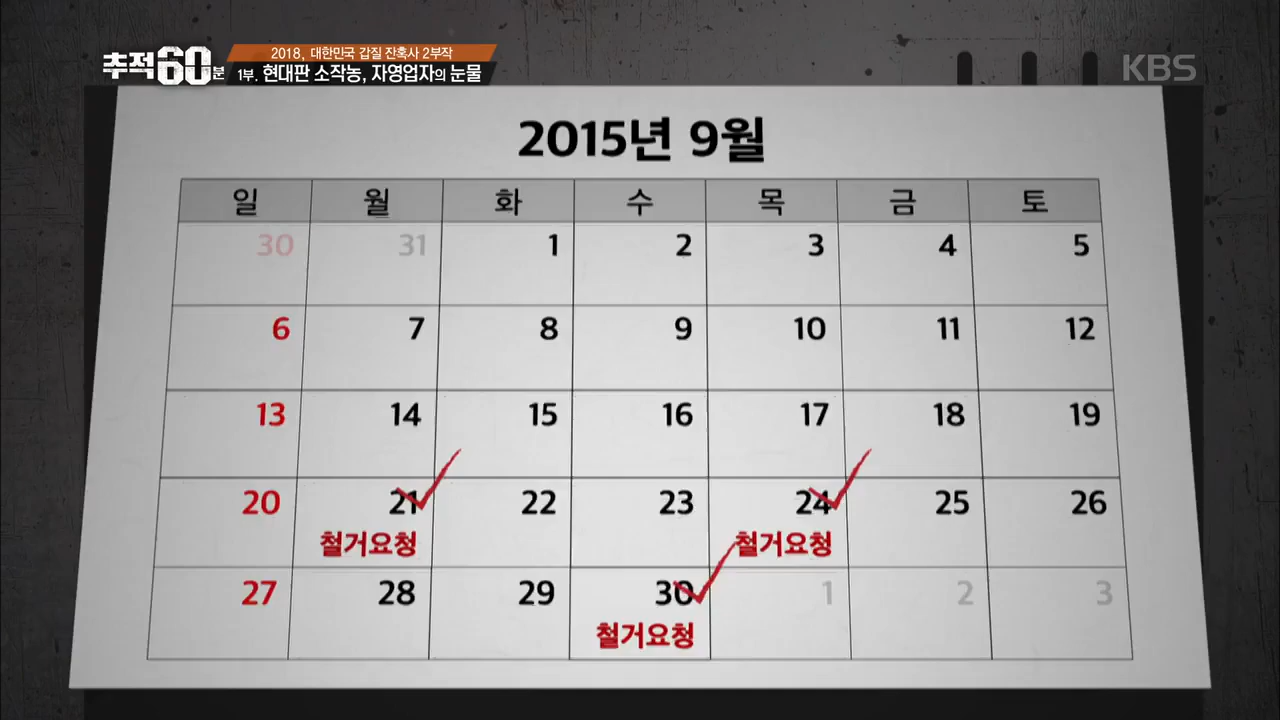 추적60분
2018, 대한민국 갑질 잔혹사 2부작
1부. 현대판 소작농, 자영업자의 눈물
KBS
2015년 9월
일 월 화 수 목 금 토
30 31 1 2 3 4 5
6 7 8 9 10 11 12
13 14 15 16 17 18 19
20 21 22 23 24 25 26
철거요청 철거요청
27 28 29 30 1 2 3
철거요청